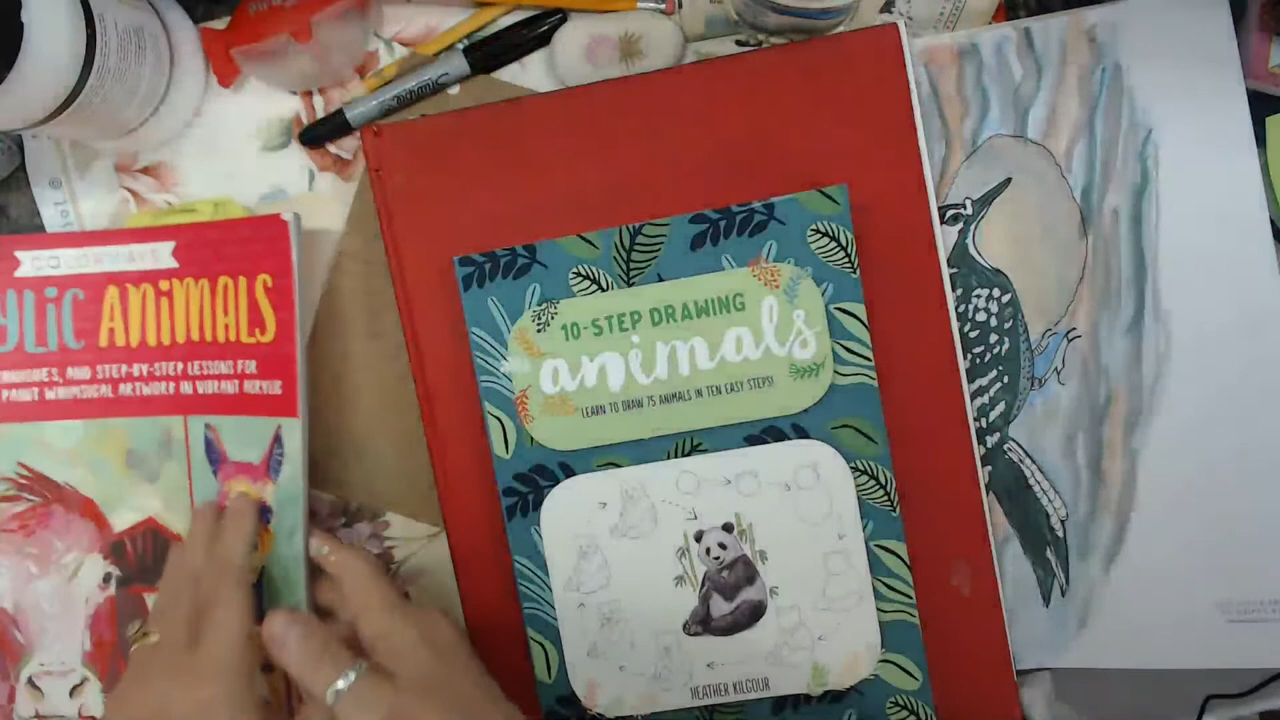 Sharpie
COLORWAYS
ANIMALS
AND STEP-BY-STEP LESSONS FOR
PAINT WHIMSICAL ARTWORK IN VIBRANT ACRYLIC
10-STEP DRAWING
animals
LEARN TO DRAW 75 ANIMALS IN TEN EASY STEPS!
HEATHER KILGOUR